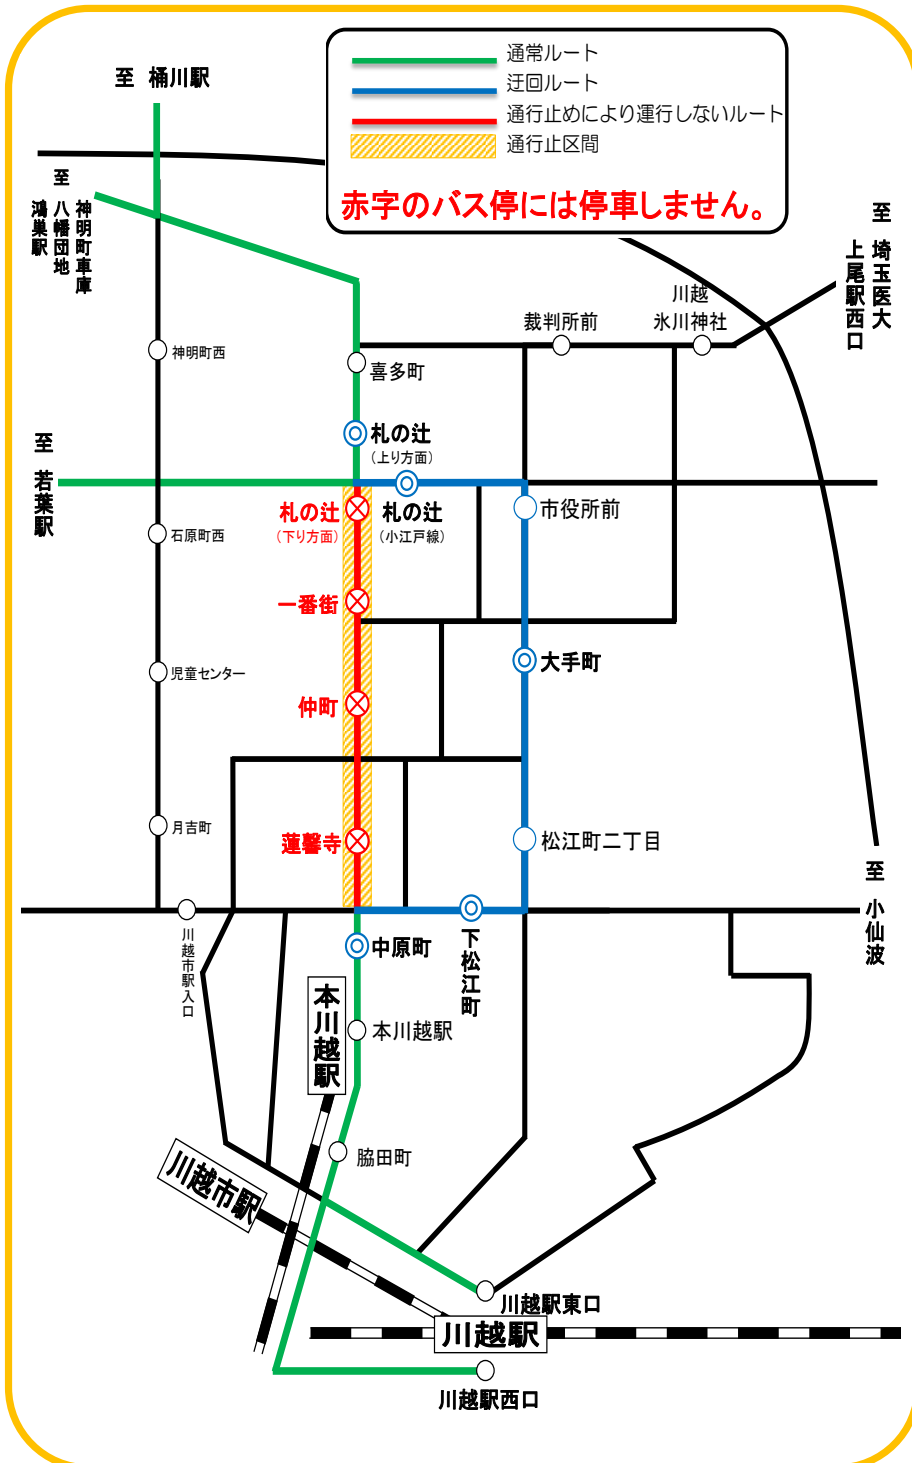 通常ルート
迂回ルート
通行止めにより運行しないルート
通行止区間
赤字のバス停には停車しません。
至 桶川駅
至 神明町車庫
八幡団地
鴻巣駅
至 埼玉医大
上尾駅西口
川越
氷川神社
裁判所前
神明町西
喜多町
札の辻
（上り方面）
至 若葉駅
札の辻
（下り方面）
札の辻
（小江戸線）
市役所前
石原町西
一番街
大手町
児童センター
仲町
月吉町
蓮馨寺
松江町二丁目
至 小仙波
川越市駅入口
中原町
下松江町
本川越駅
本川越駅
脇田町
川越市駅
川越駅東口
川越駅
川越駅西口